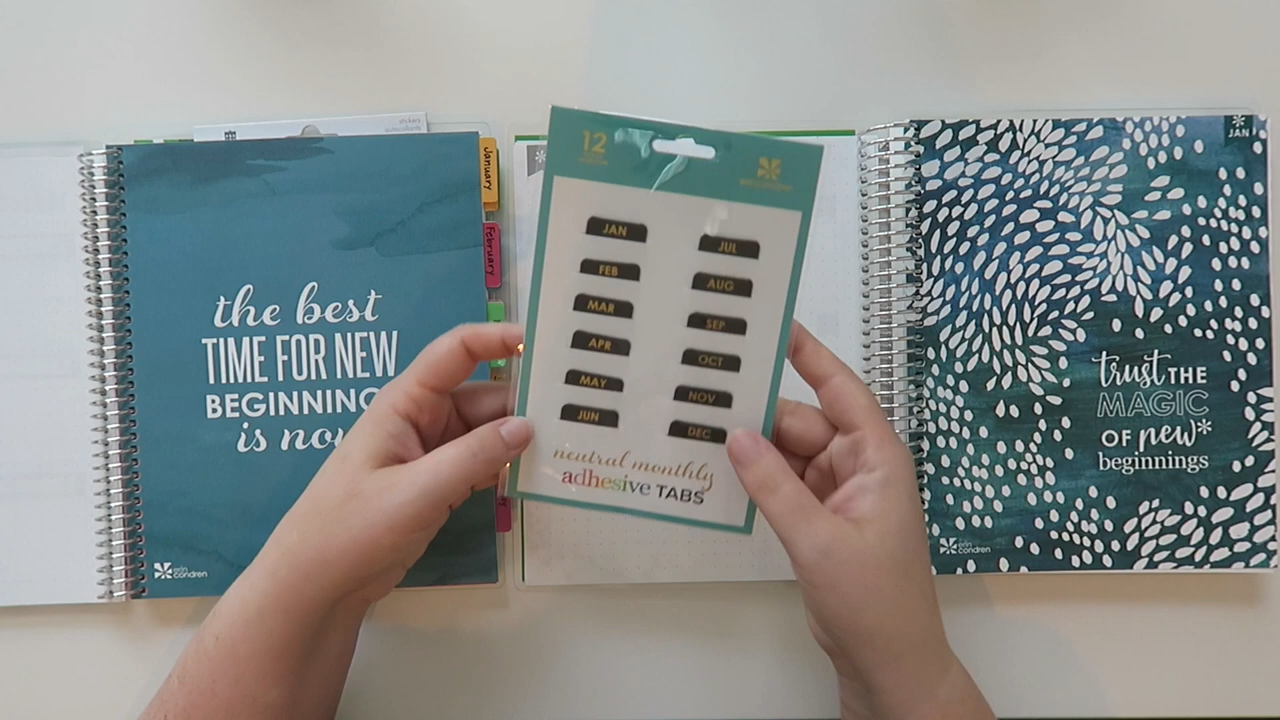 the best
TIME FOR NEW
BEGINNING
is now
erin
condren
January
February
12
JAN
FEB
MAR
APR
MAY
JUN
JUL
AUG
SEP
OCT
NOV
DEC
neutral monthly
adhesive TABS
JAN
trust THE
MAGIC
OF new*
beginnings
erin
condren